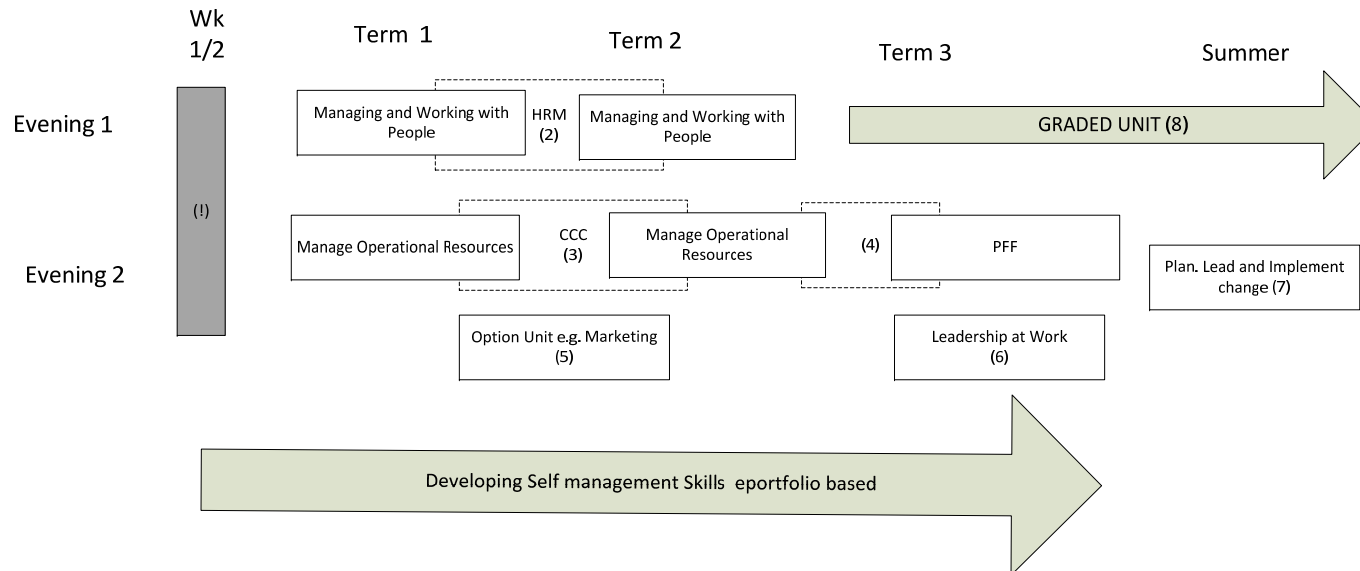 Wk
1/2
Term 1
Term 2
Term 3
Summer
Evening 1
Managing and Working with
People
HRM
(2)
Managing and Working with
People
GRADED UNIT (8)
(!)
Evening 2
Manage Operational Resources
CCC
(3)
Manage Operational
Resources
(4)
PFF
Plan. Lead and Implement
change (7)
Option Unit e.g. Marketing
(5)
Leadership at Work
(6)
Developing Self management Skills eportfolio based